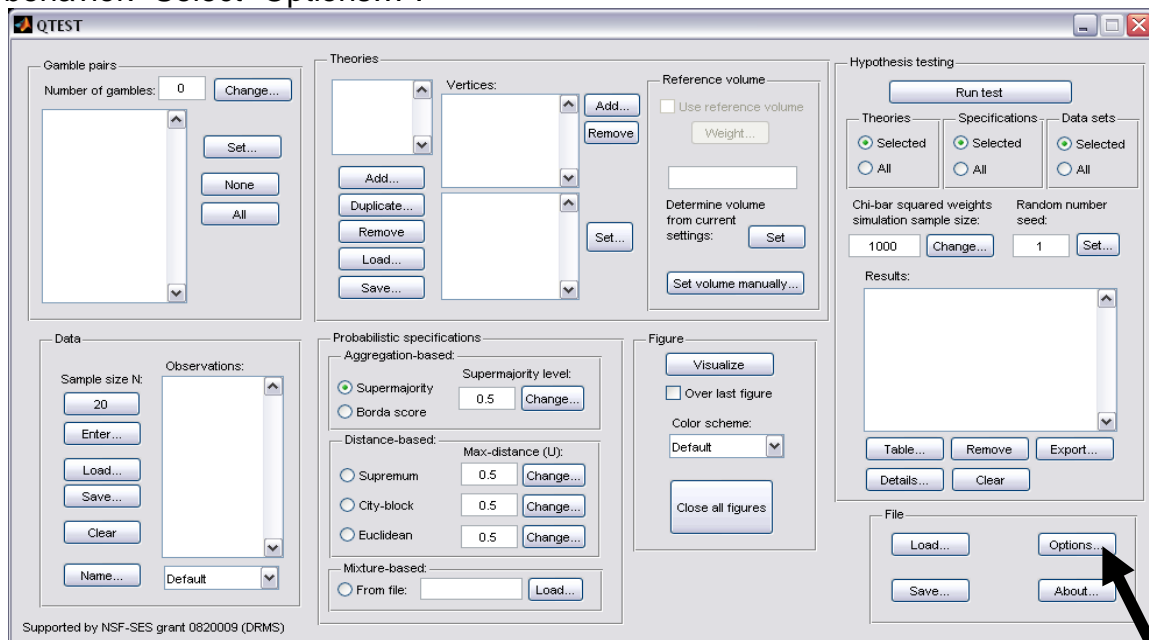 behavior Select "Options...".
QTEST
Gamble pairs
Number of gambles: 0 Change...
Set...
None
All
Theories
Vertices:
Add...
Remove
Add...
Duplicate...
Remove
Load...
Save...
Set...
Reference volume
Use reference volume
Weight...
Determine volume
from current
settings: Set
Set volume manually...
Hypothesis testing
Run test
Theories
Selected
All
Specifications
Selected
All
Data sets
Selected
All
Chi-bar squared weights
simulation sample size:
1000 Change...
Random number
seed:
1 Set...
Results:
Table... Remove Export...
Details... Clear
Data
Sample size N:
20
Enter...
Load...
Save...
Clear
Name...
Observations:
Default
Probabilistic specifications
Aggregation-based:
Supermajority level:
Supermajority 0.5 Change...
Borda score
Distance-based:
Max-distance (U):
Supremum 0.5 Change...
City-block 0.5 Change...
Euclidean 0.5 Change...
Mixture-based:
From file: Load...
Figure
Visualize
Over last figure
Color scheme:
Default
Close all figures
File
Load... Options...
Save... About...
Supported by NSF-SES grant 0820009 (DRMS)